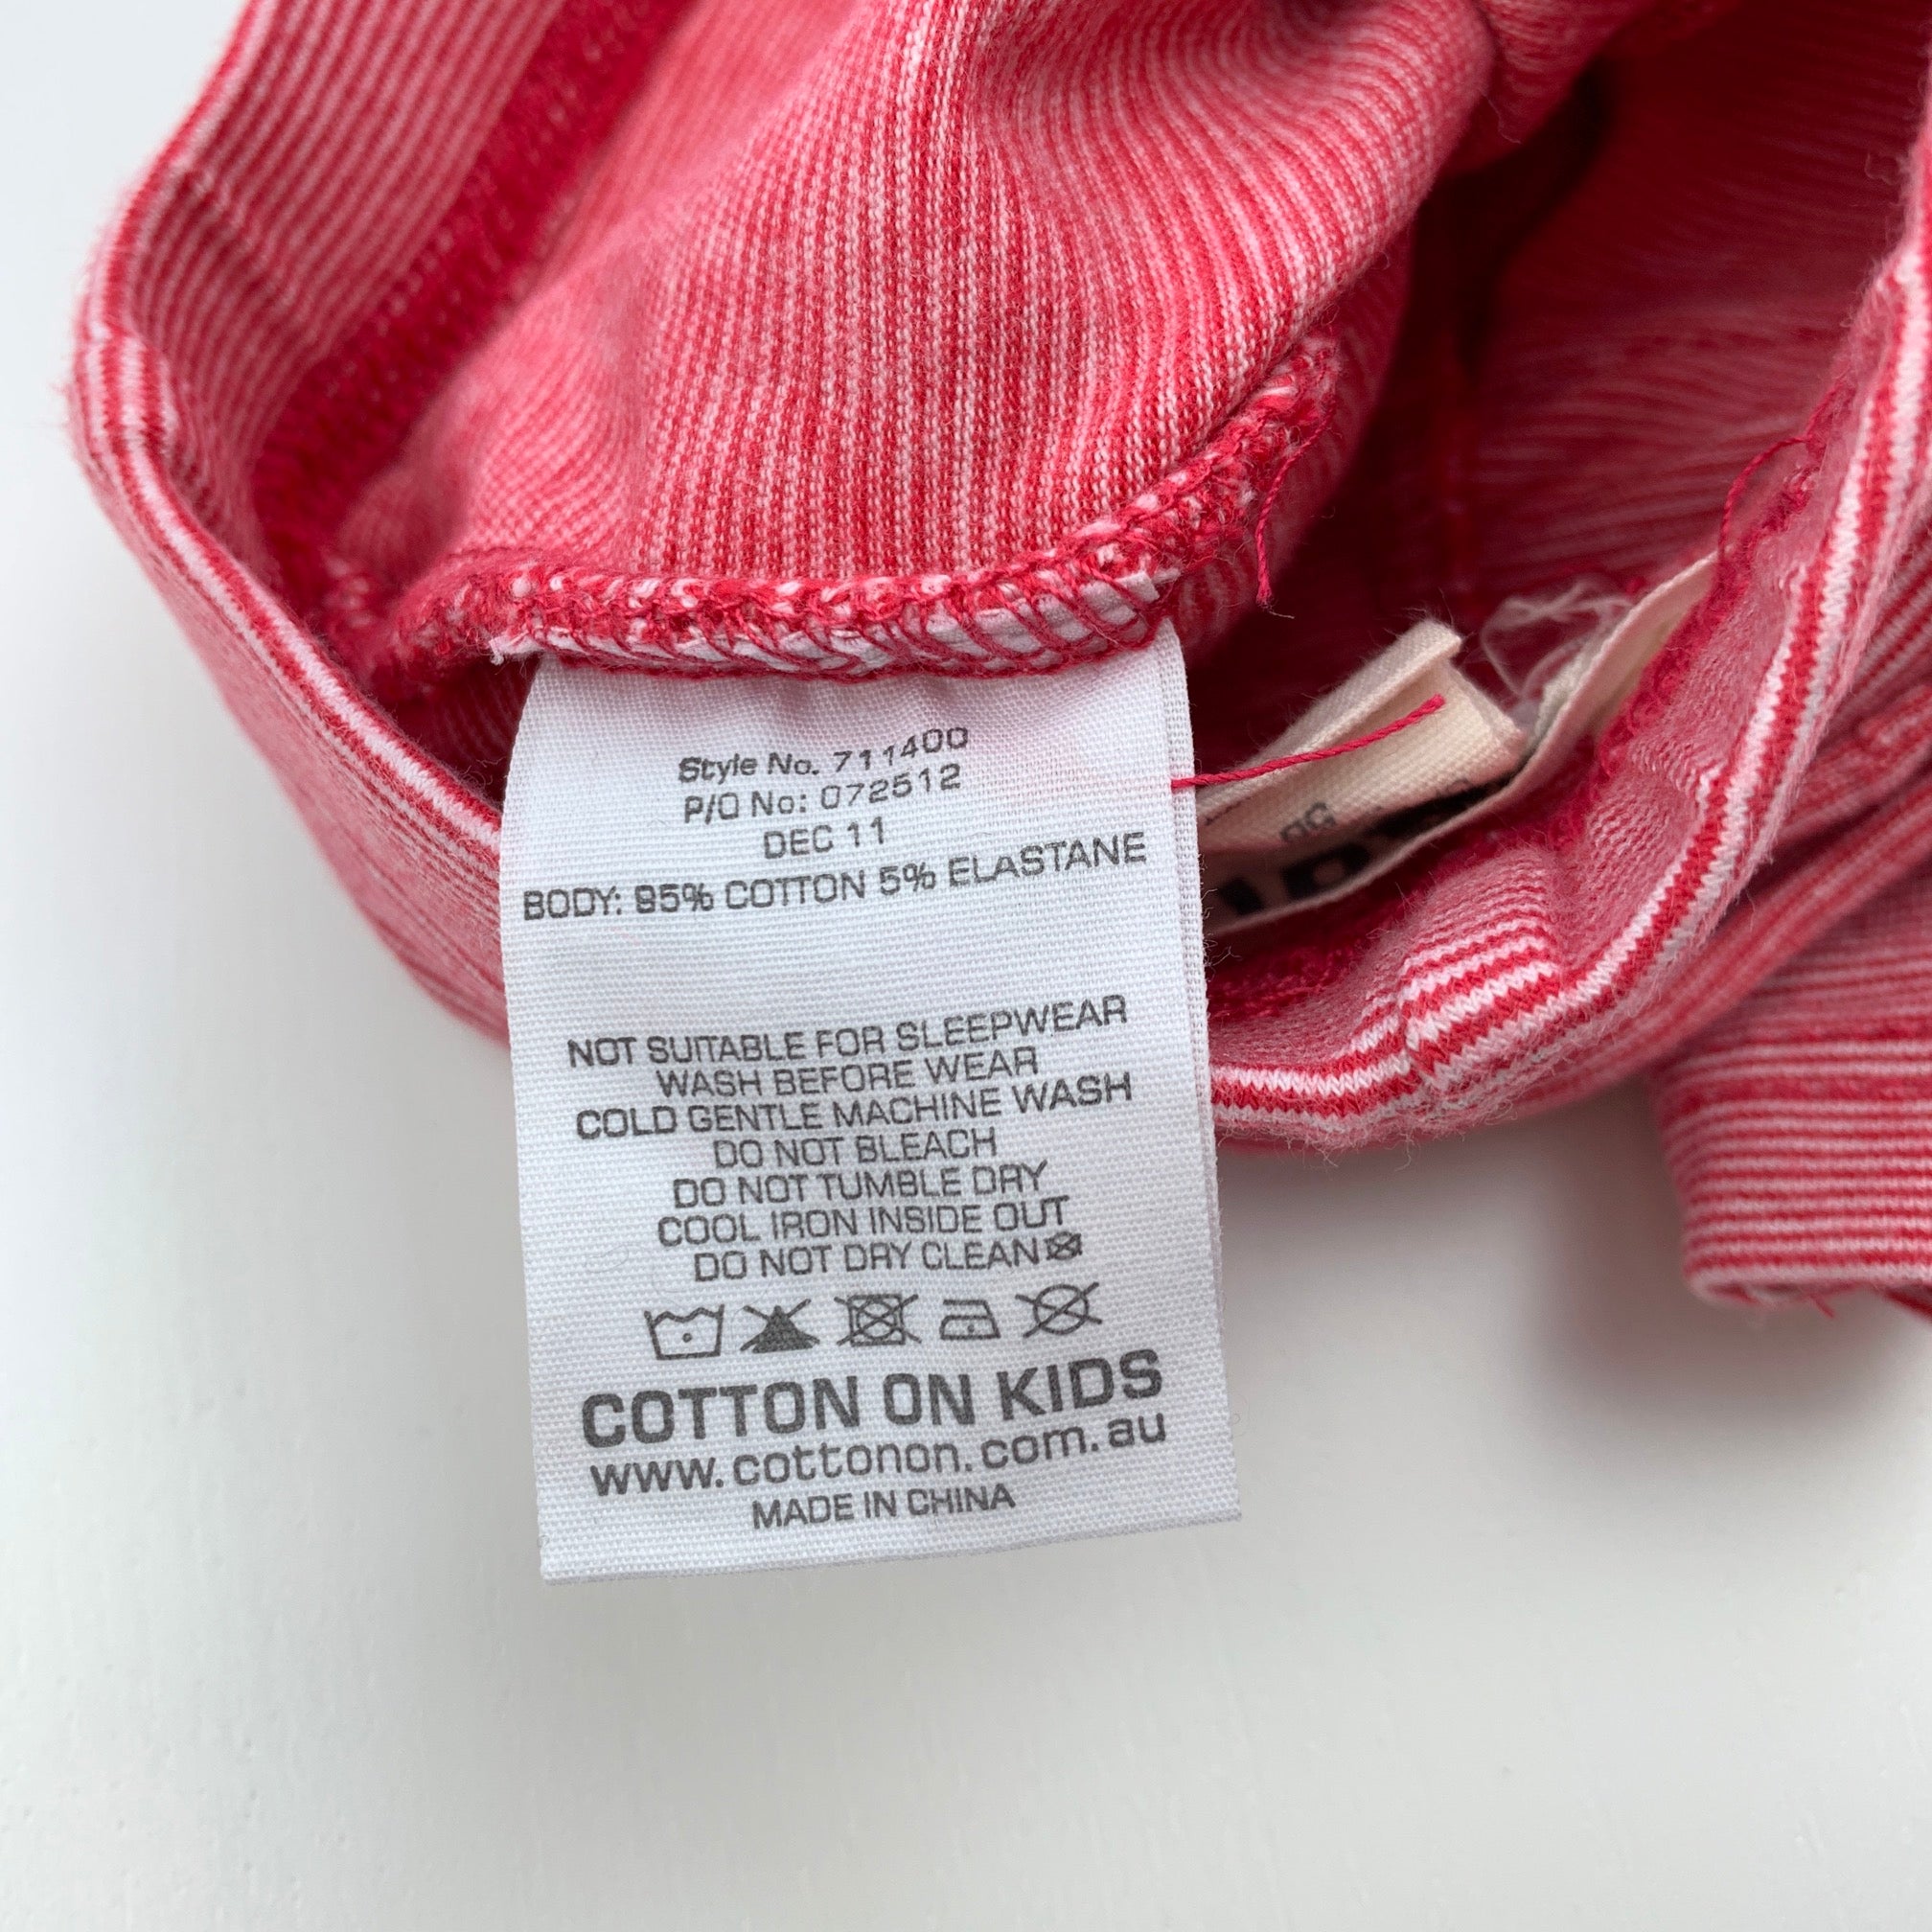 Style No. 711400
P/O No: 072512
DEC 11
BODY: 95% COTTON 5% ELASTANE
NOT SUITABLE FOR SLEEPWEAR
WASH BEFORE WEAR
COLD GENTLE MACHINE WASH
DO NOT BLEACH
DO NOT TUMBLE DRY
COOL IRON INSIDE OUT
DO NOT DRY CLEAN
COTTON ON KIDS
www.cottonon.com.au
MADE IN CHINA